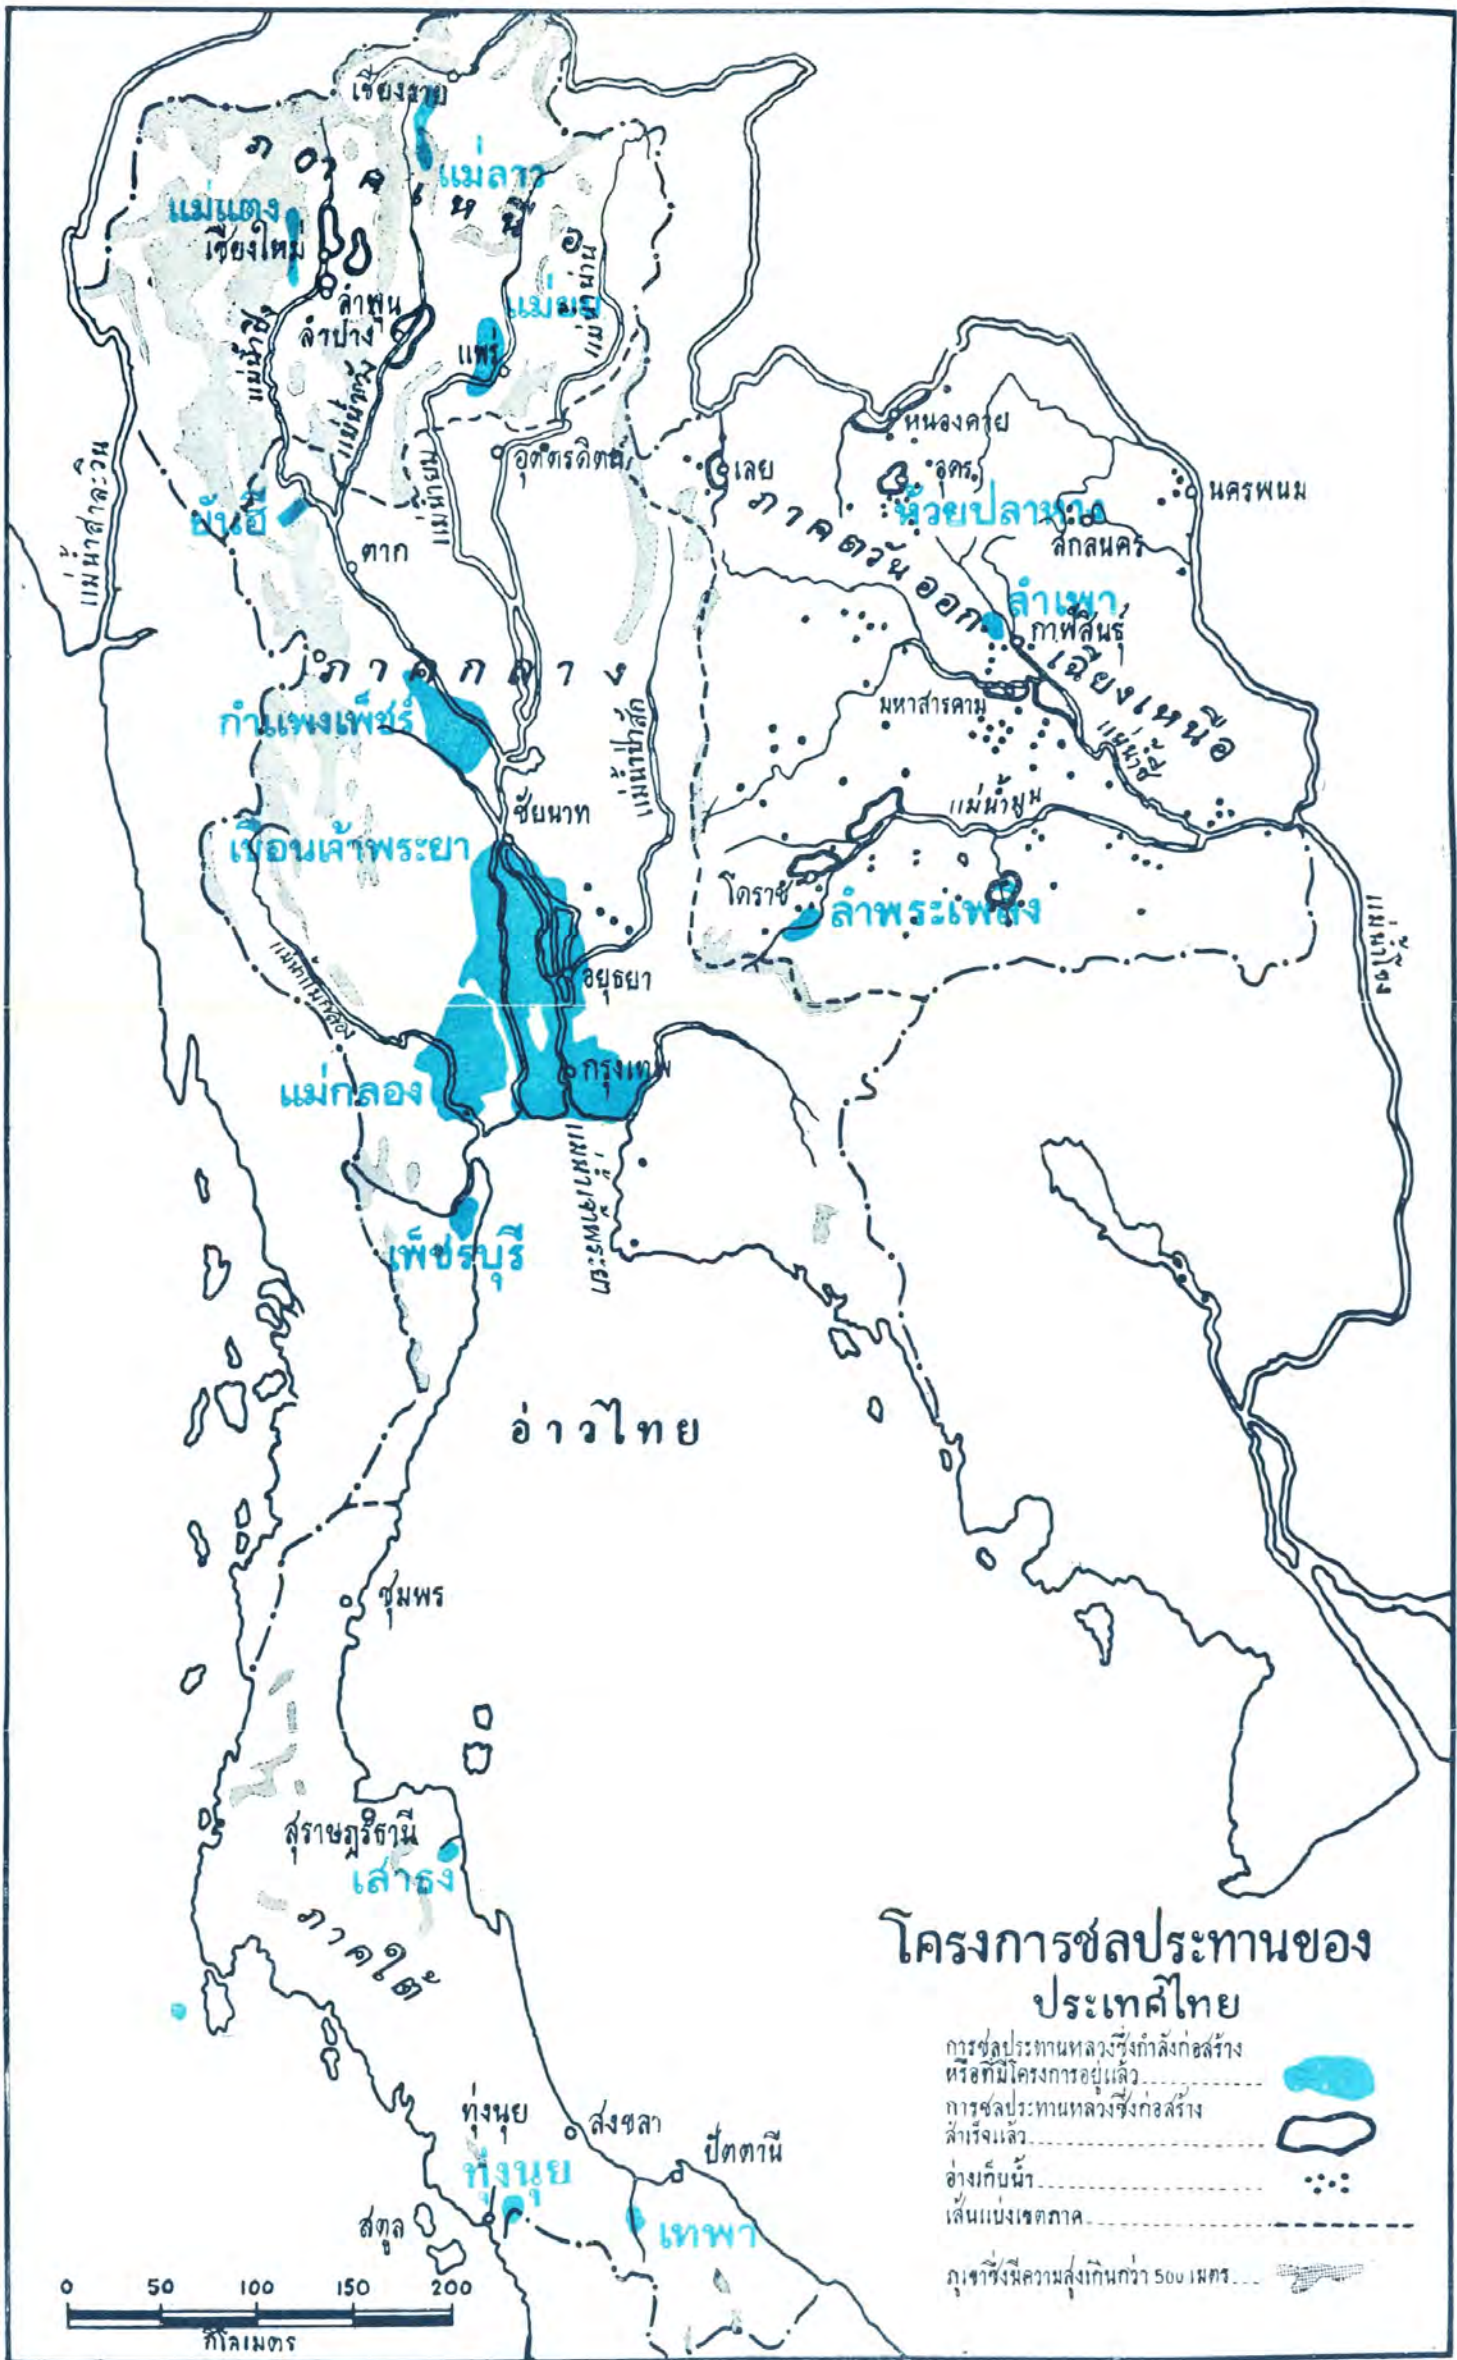 เชียงราย
ภาคเหนือ
แม่ลาว
แม่แตง
เชียงใหม่
แม่ยม
ลำพูน
ลำปาง
แพร่
แม่น้ำน่าน
แม่น้ำปิง
แม่น้ำวัง
แม่น้ำยม
แม่น้ำสาละวิน
อุตตรดิตถ์
ยันฮี
ตาก
หนองคาย
เลย
อุดร
ห้วยปลาหาง
นครพนม
สกลนคร
ภาคตะวันออกเฉียงเหนือ
ลำเพา
กาฬสินธุ์
ภาคกลาง
กำแพงเพ็ชร์
มหาสารคาม
แม่น้ำชี
แม่น้ำป่าสัก
แม่น้ำมูน
ชัยนาท
เขื่อนเจ้าพระยา
โคราช
ลำพระเพลิง
แม่น้ำโขง
แม่น้ำแม่กลอง
อยุธยา
กรุงเทพ
แม่กลอง
แม่น้ำเจ้าพระยา
เพ็ชรบุรี
อ่าวไทย
ชุมพร
สุราษฎร์ธานี
เสาธง
ภาคใต้
ทุ่งนุย
สงขลา
ปัตตานี
ทุ่งนุย
สตูล
เทพา
โครงการชลประทานของ
ประเทศไทย
การชลประทานหลวงซึ่งกำลังก่อสร้าง
หรือที่มีโครงการอยู่แล้ว
การชลประทานหลวงซึ่งก่อสร้าง
สำเร็จแล้ว
อ่างเก็บน้ำ
เส้นแบ่งเขตภาค
ภูเขาซึ่งมีความสูงเกินกว่า 500 เมตร
0 50 100 150 200
กิโลเมตร